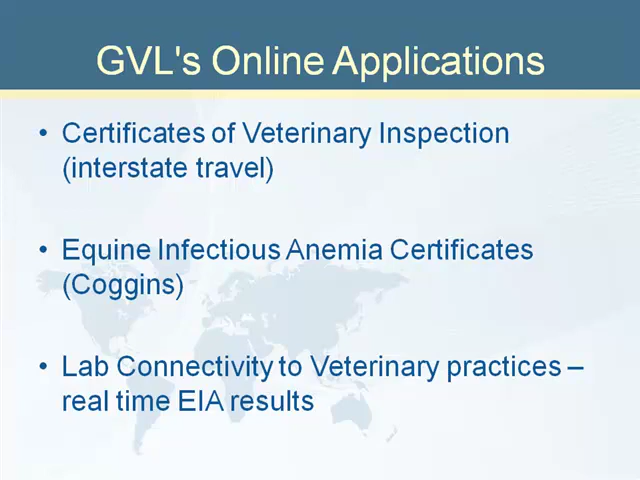 GVL's Online Applications
• Certificates of Veterinary Inspection
(interstate travel)
• Equine Infectious Anemia Certificates
(Coggins)
• Lab Connectivity to Veterinary practices –
real time EIA results